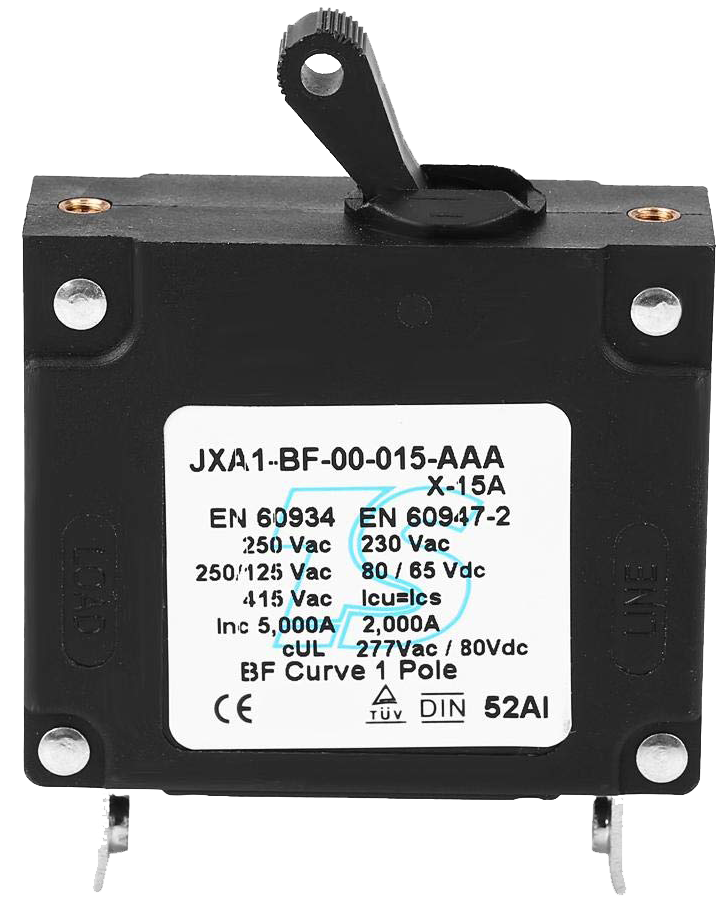 JXA1-BF-00-015-AAA
X-15A
EN 60934 EN 60947-2
250 Vac 230 Vac
250/125 Vac 80 / 65 Vdc
415 Vac Icu=Ics
Inc 5,000A 2,000A
cUL 277Vac / 80Vdc
BF Curve 1 Pole
CE TÜV DIN 52AI
LOAD
LINE